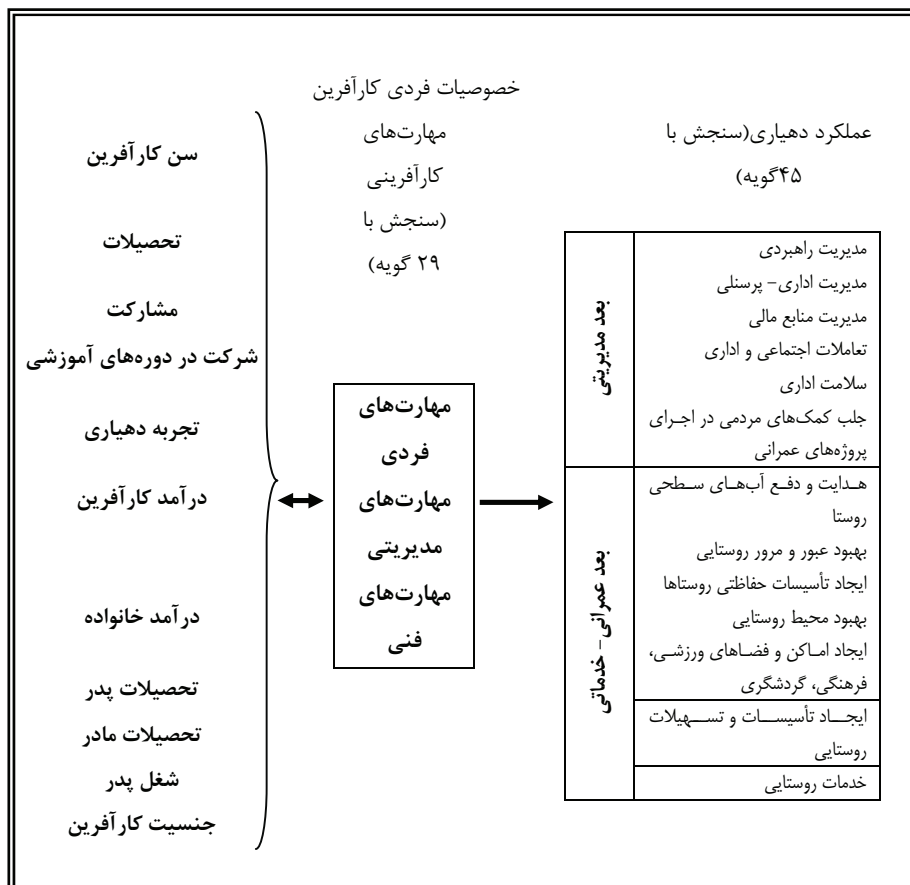 خصوصیات فردی کارآفرین
مهارت‌های
کارآفرینی
(سنجش با
۲۹ گویه)
عملکرد دهیاری(سنجش با
۴۵گویه)
سن کارآفرین
تحصیلات
مشارکت
شرکت در دوره‌های آموزشی
تجربه دهیاری
درآمد کارآفرین
درآمد خانواده
تحصیلات پدر
تحصیلات مادر
شغل پدر
جنسیت کارآفرین
مهارت‌های
فردی
مهارت‌های
مدیریتی
مهارت‌های
فنی
بعد مدیریتی
مدیریت راهبردی
مدیریت اداری- پرسنلی
مدیریت منابع مالی
تعاملات اجتماعی و اداری
سلامت اداری
جلب کمک‌های مردمی در اجرای
پروژه‌های عمرانی
بعد عمرانی- خدماتی
هدایت و دفع آب‌های سطحی
روستا
بهبود عبور و مرور روستایی
ایجاد تأسیسات حفاظتی روستاها
بهبود محیط روستایی
ایجاد اماکن و فضاهای ورزشی،
فرهنگی، گردشگری
ایجاد تأسیسات و تسهیلات
روستایی
خدمات روستایی